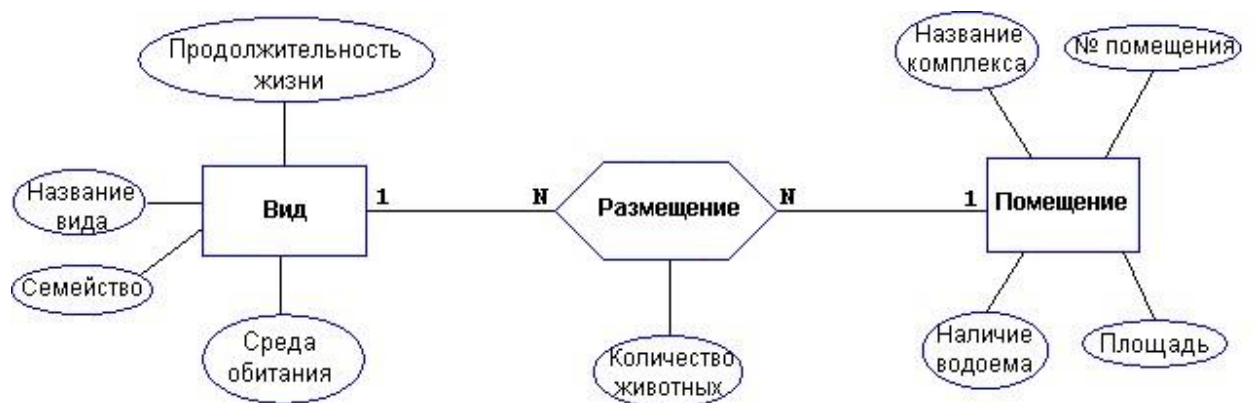 Продолжительность
жизни
Название
комплекса
№ помещения
Название
вида
Вид
1
N
Размещение
N
1
Помещение
Семейство
Среда
обитания
Количество
животных
Наличие
водоема
Площадь